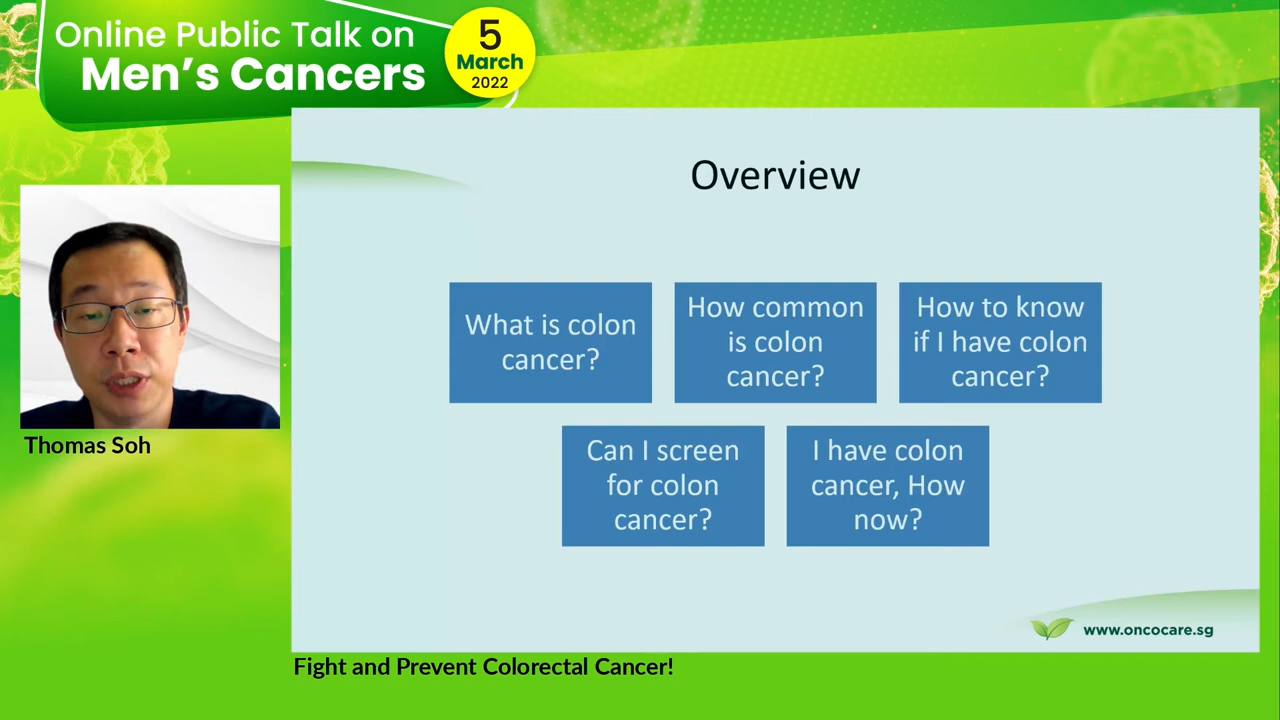 Online Public Talk on
Men's Cancers
5
March
2022
Overview
What is colon
cancer?
How common
is colon
cancer?
How to know
if I have colon
cancer?
Can I screen
for colon
cancer?
I have colon
cancer, How
now?
www.oncocare.sg
Thomas Soh
Fight and Prevent Colorectal Cancer!